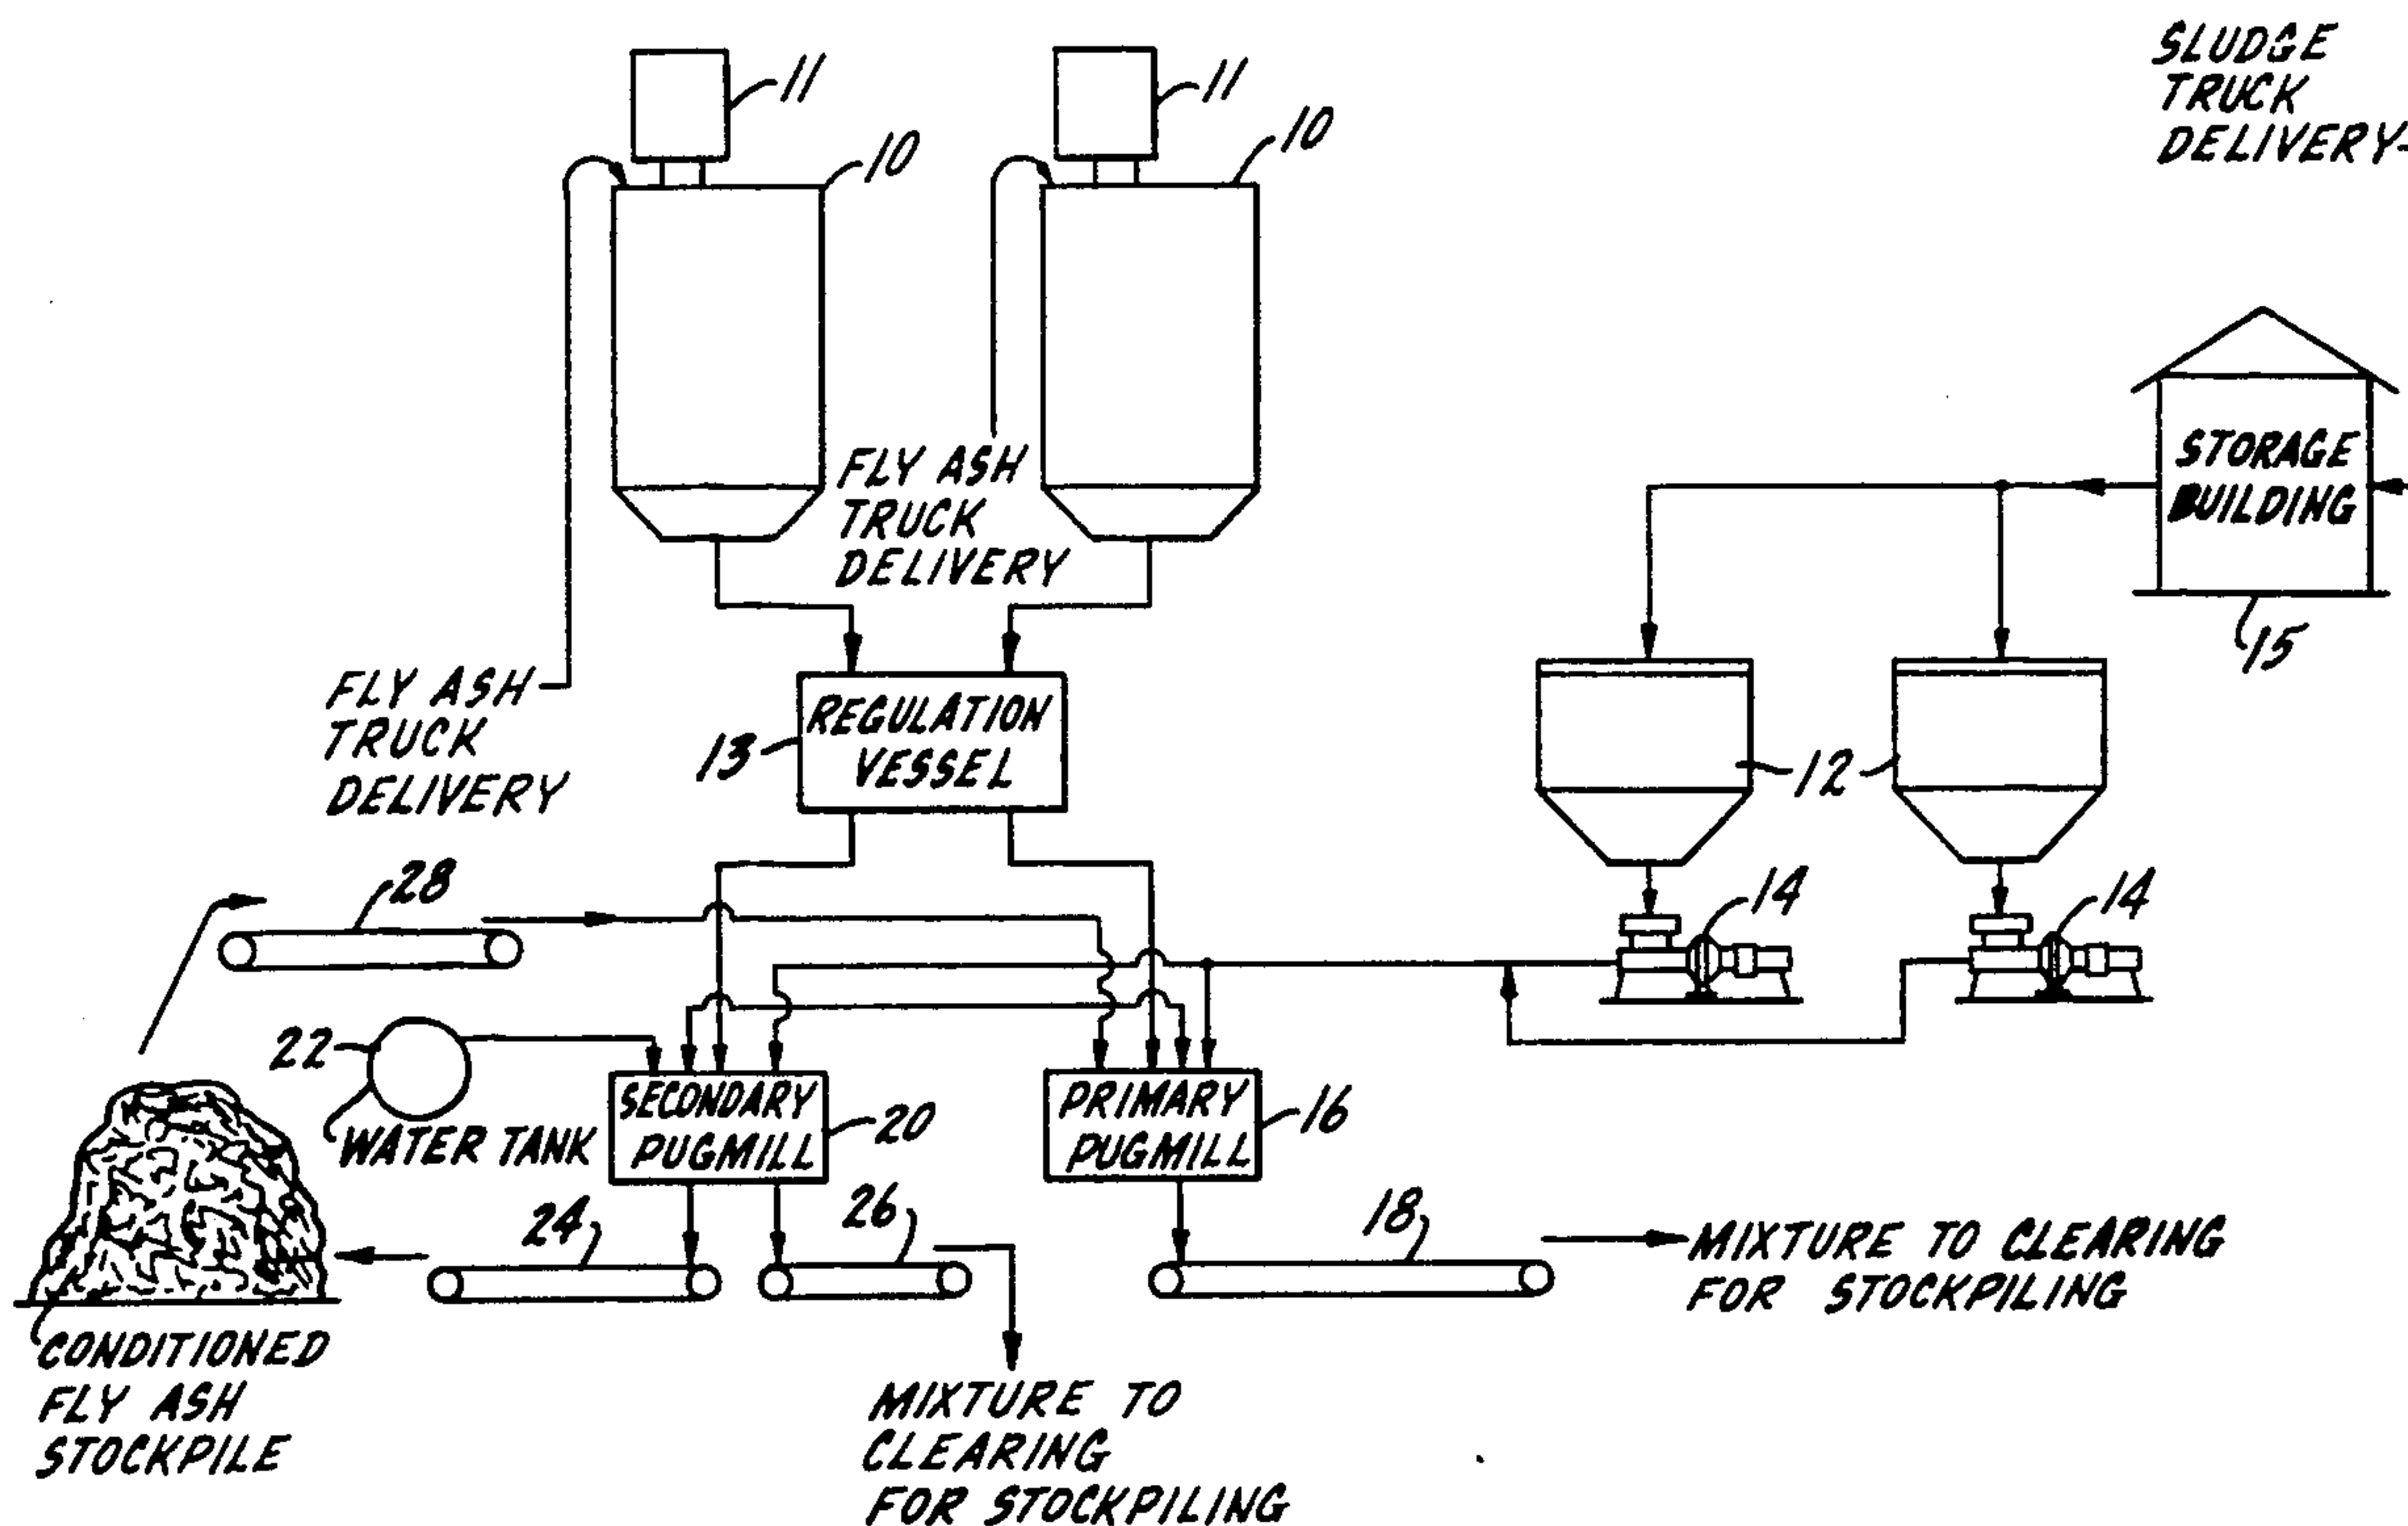 SLUDGE
TRUCK
DELIVERY
11
11
10
10
FLY ASH
TRUCK
DELIVERY
STORAGE
BUILDING
15
FLY ASH
TRUCK
DELIVERY
13
REGULATION
VESSEL
12
28
14
14
22
WATER TANK
SECONDARY
PUGMILL
20
PRIMARY
PUGMILL
16
24
26
18
MIXTURE TO CLEARING
FOR STOCKPILING
CONDITIONED
FLY ASH
STOCKPILE
MIXTURE TO
CLEARING
FOR STOCKPILING